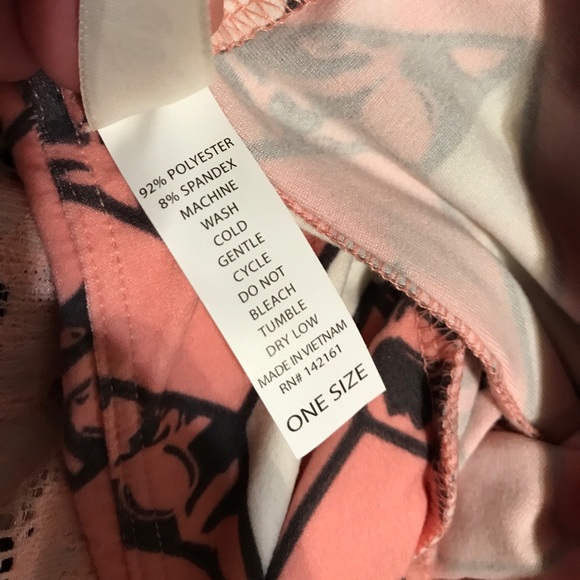 92% POLYESTER
8% SPANDEX
MACHINE
WASH
COLD
GENTLE
CYCLE
DO NOT
BLEACH
TUMBLE
DRY LOW
MADE IN VIETNAM
RN# 142161
ONE SIZE